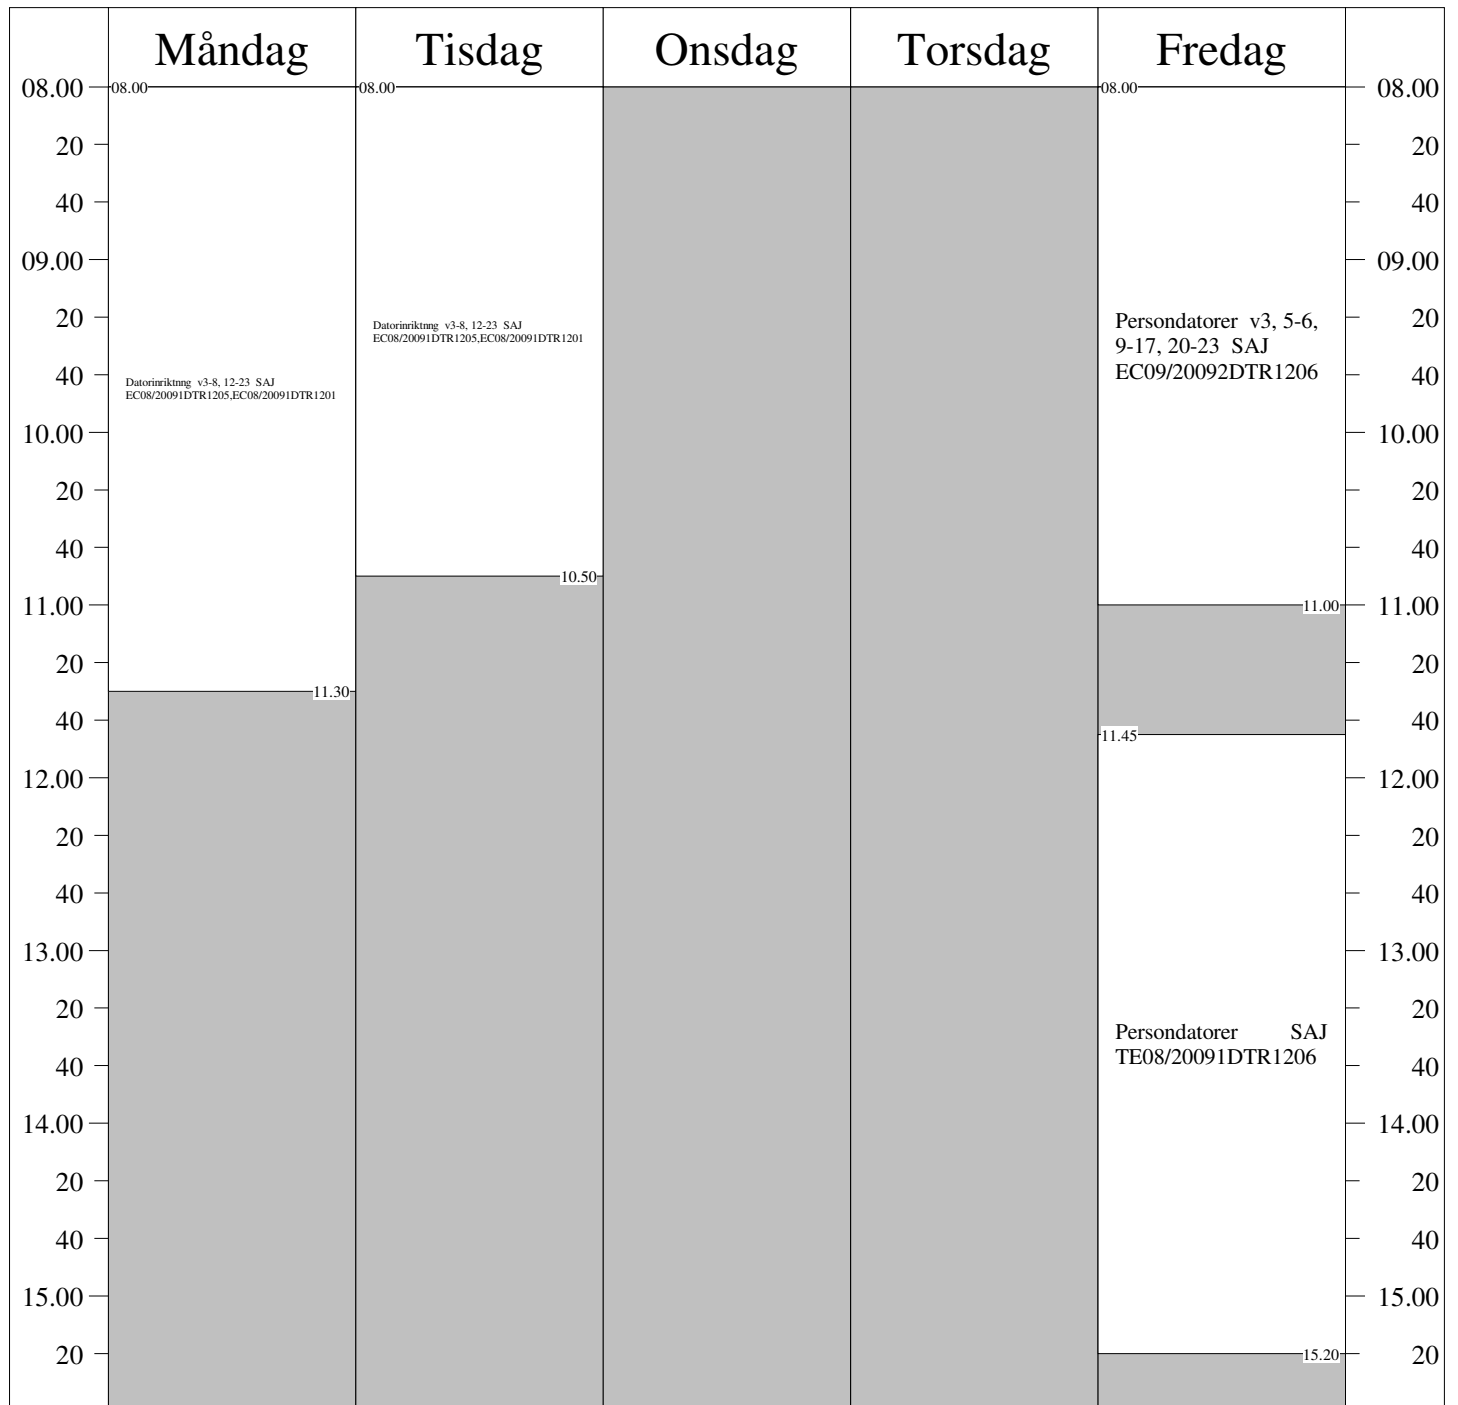 Måndag Tisdag Onsdag Torsdag Fredag
08.00 08.00 08.00 08.00 08.00
20 20
40 40
09.00 09.00
20 20
Datorinriktnng v3-8, 12-23 SAJ
EC08/20091DTR1205,EC08/20091DTR1201
Persondatorer v3, 5-6,
9-17, 20-23 SAJ
EC09/20092DTR1206
40 40
Datorinriktnng v3-8, 12-23 SAJ
EC08/20091DTR1205,EC08/20091DTR1201
10.00 10.00
20 20
40 40
10.50
11.00 11.00 11.00
20 20
11.30
40 40
11.45
12.00 12.00
20 20
40 40
13.00 13.00
20 20
Persondatorer SAJ
TE08/20091DTR1206
40 40
14.00 14.00
20 20
40 40
15.00 15.00
20 15.20 20